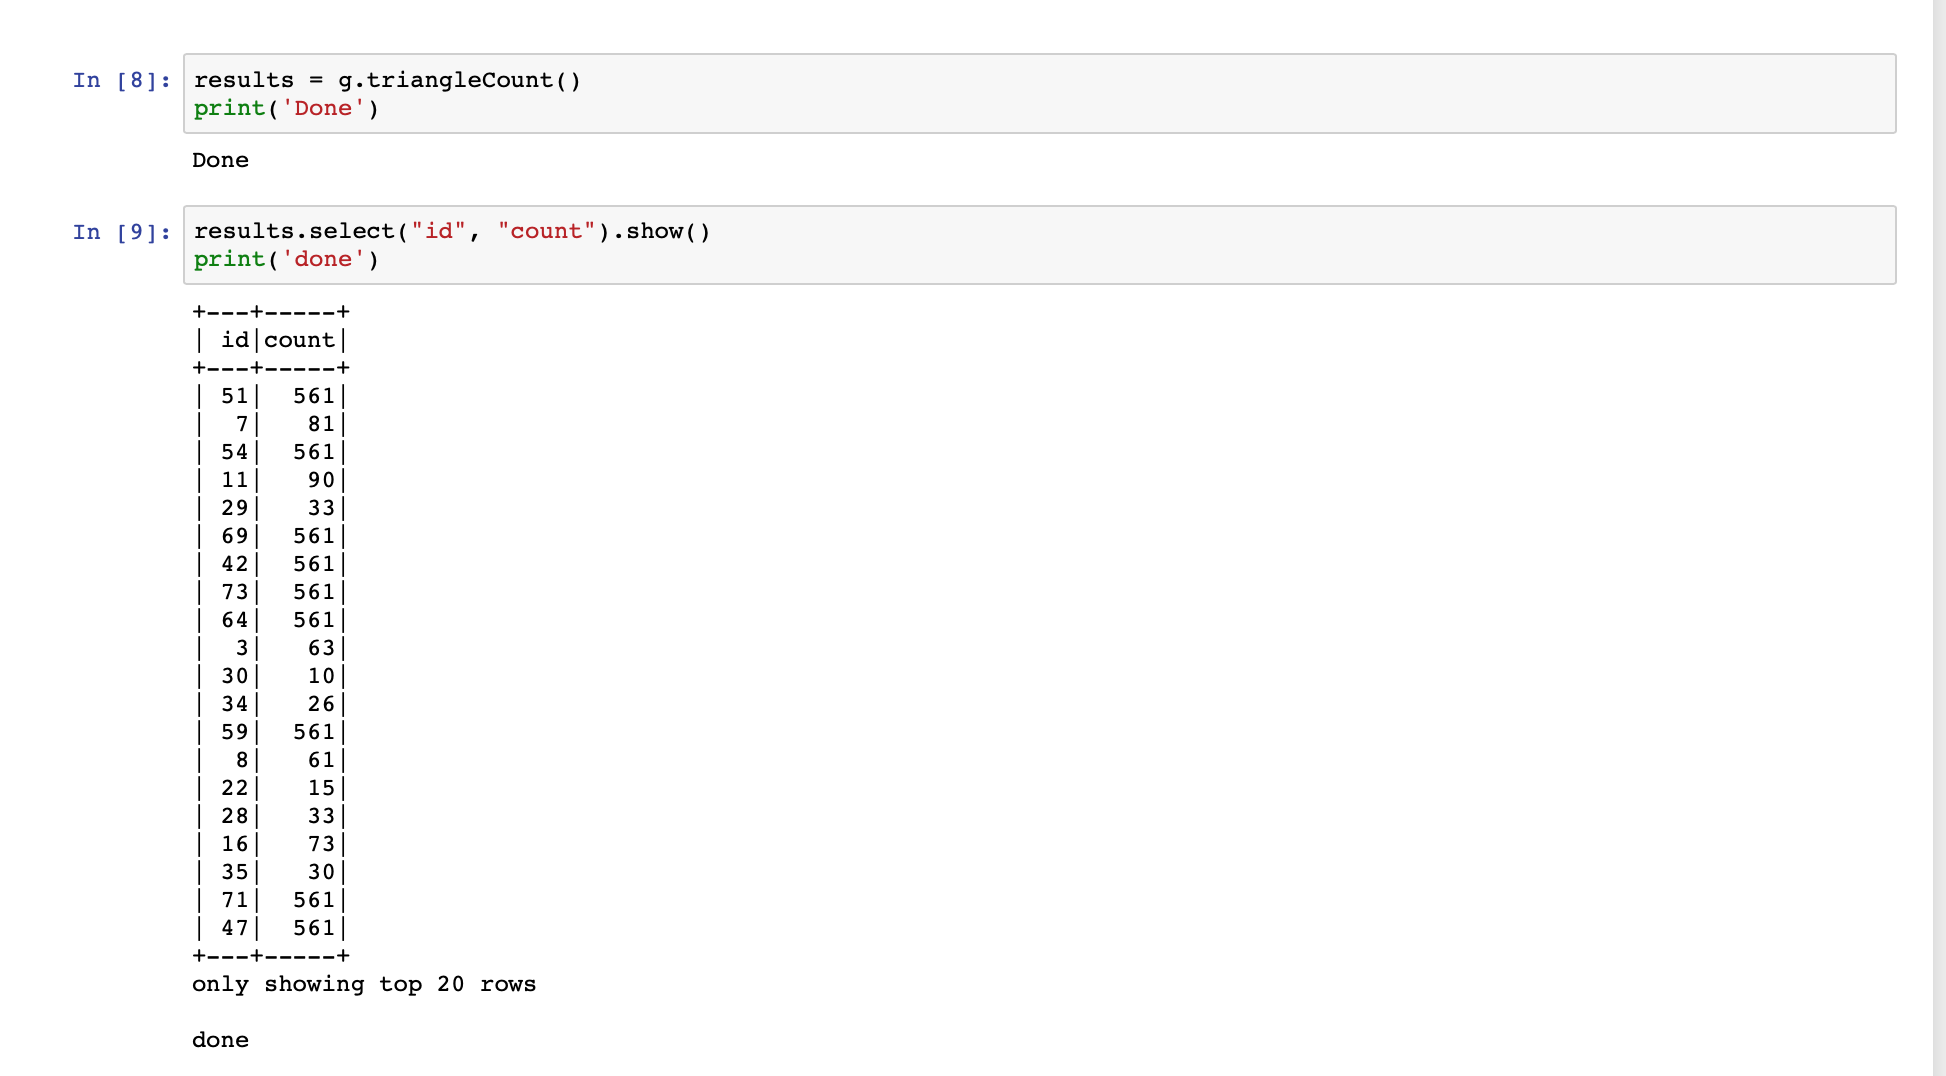 In [8]: results = g.triangleCount()
print('Done')
Done
In [9]: results.select("id", "count").show()
print('done')
+---+-----+
| id|count|
+---+-----+
| 51|  561|
|  7|   81|
| 54|  561|
| 11|   90|
| 29|   33|
| 69|  561|
| 42|  561|
| 73|  561|
| 64|  561|
|  3|   63|
| 30|   10|
| 34|   26|
| 59|  561|
|  8|   61|
| 22|   15|
| 28|   33|
| 16|   73|
| 35|   30|
| 71|  561|
| 47|  561|
+---+-----+
only showing top 20 rows
done